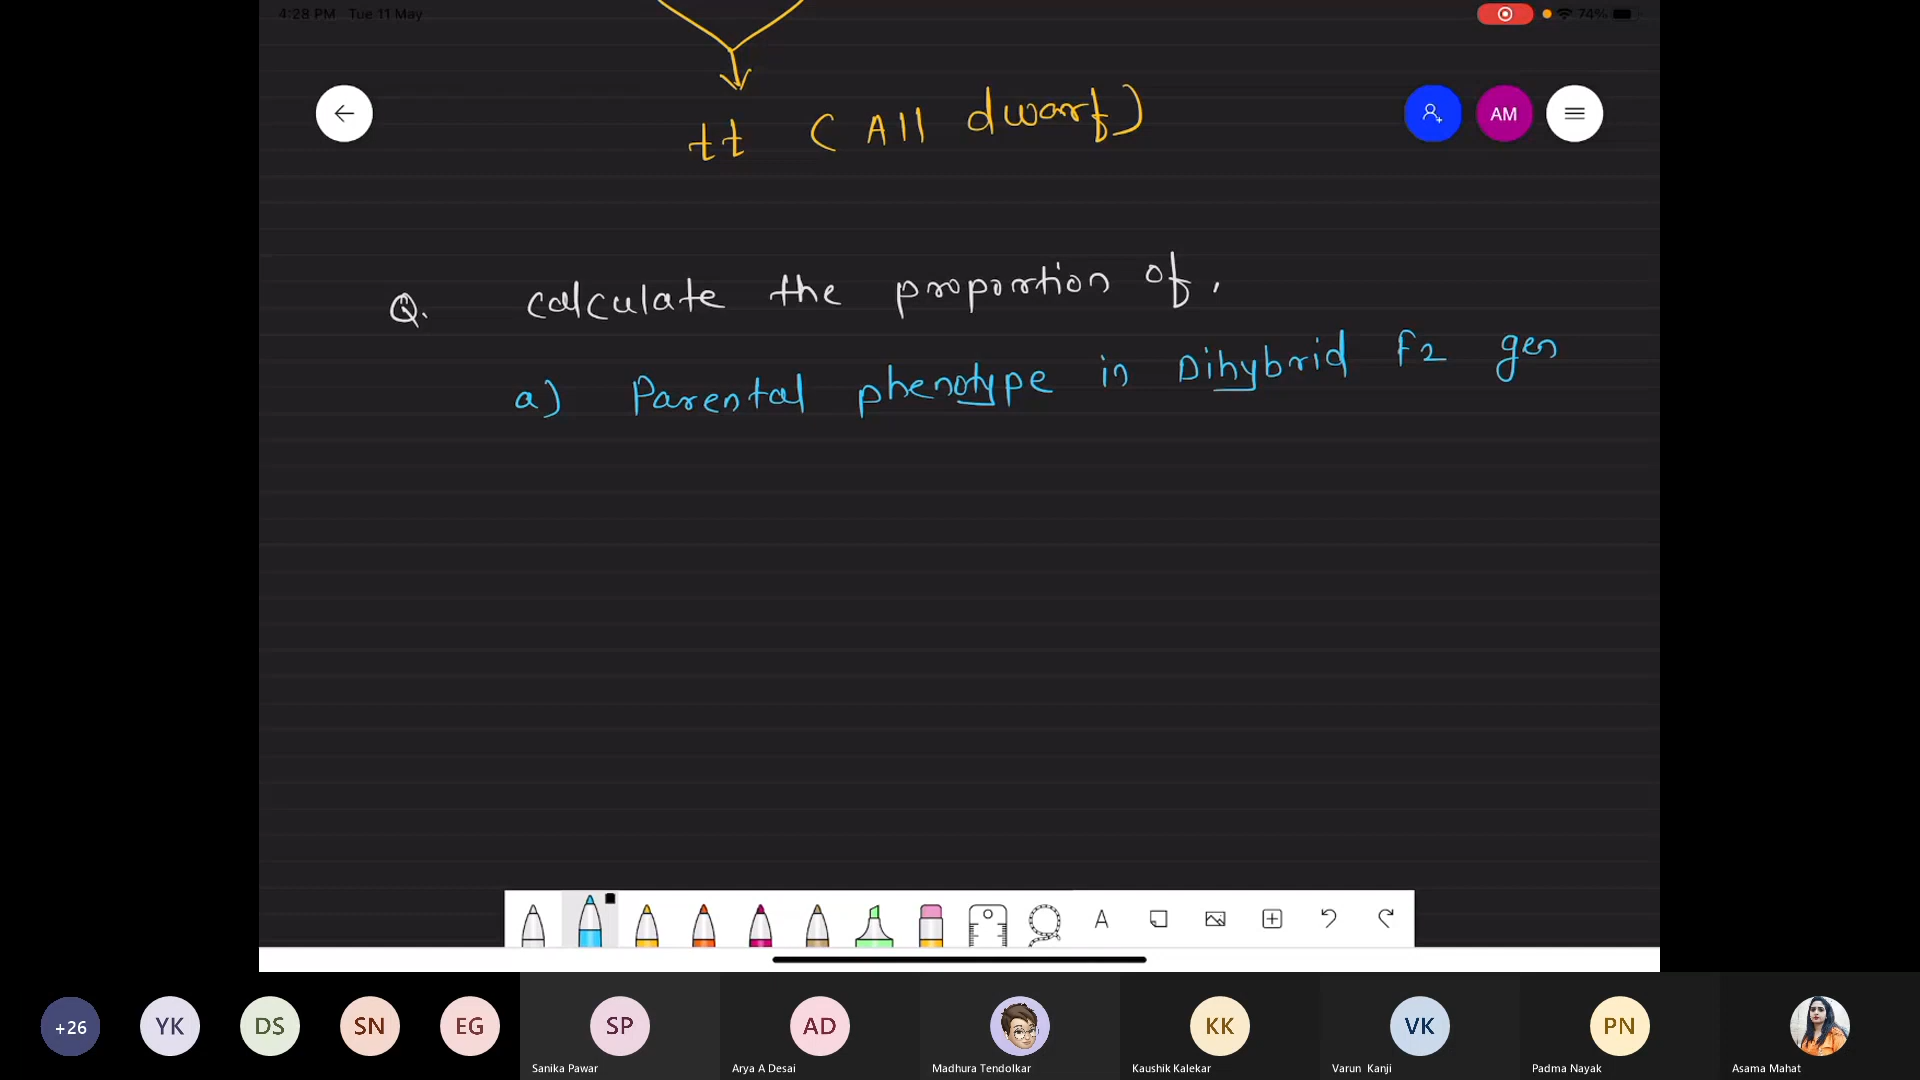 4:28 PM Tue 11 May
74%
AM
tt (All dwarf)
Q. calculate the proportion of,
a) Parental phenotype in Dihybrid F2 gen
A
+26
YK
DS
SN
EG
SP
AD
KK
VK
PN
Sanika Pawar
Arya A Desai
Madhura Tendolkar
Kaushik Kalekar
Varun Kanji
Padma Nayak
Asama Mahat